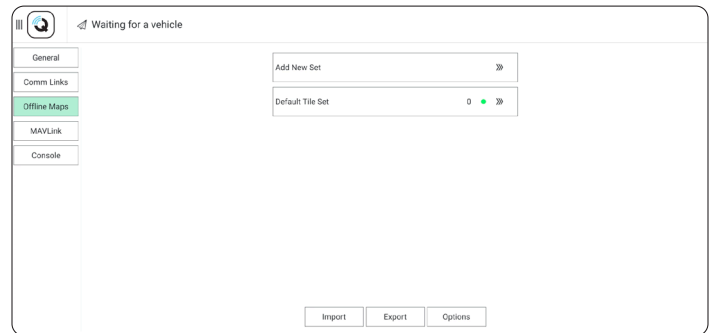 Waiting for a vehicle
General
Comm Links
Offline Maps
MAVLink
Console
Add New Set
Default Tile Set 0
Import Export Options